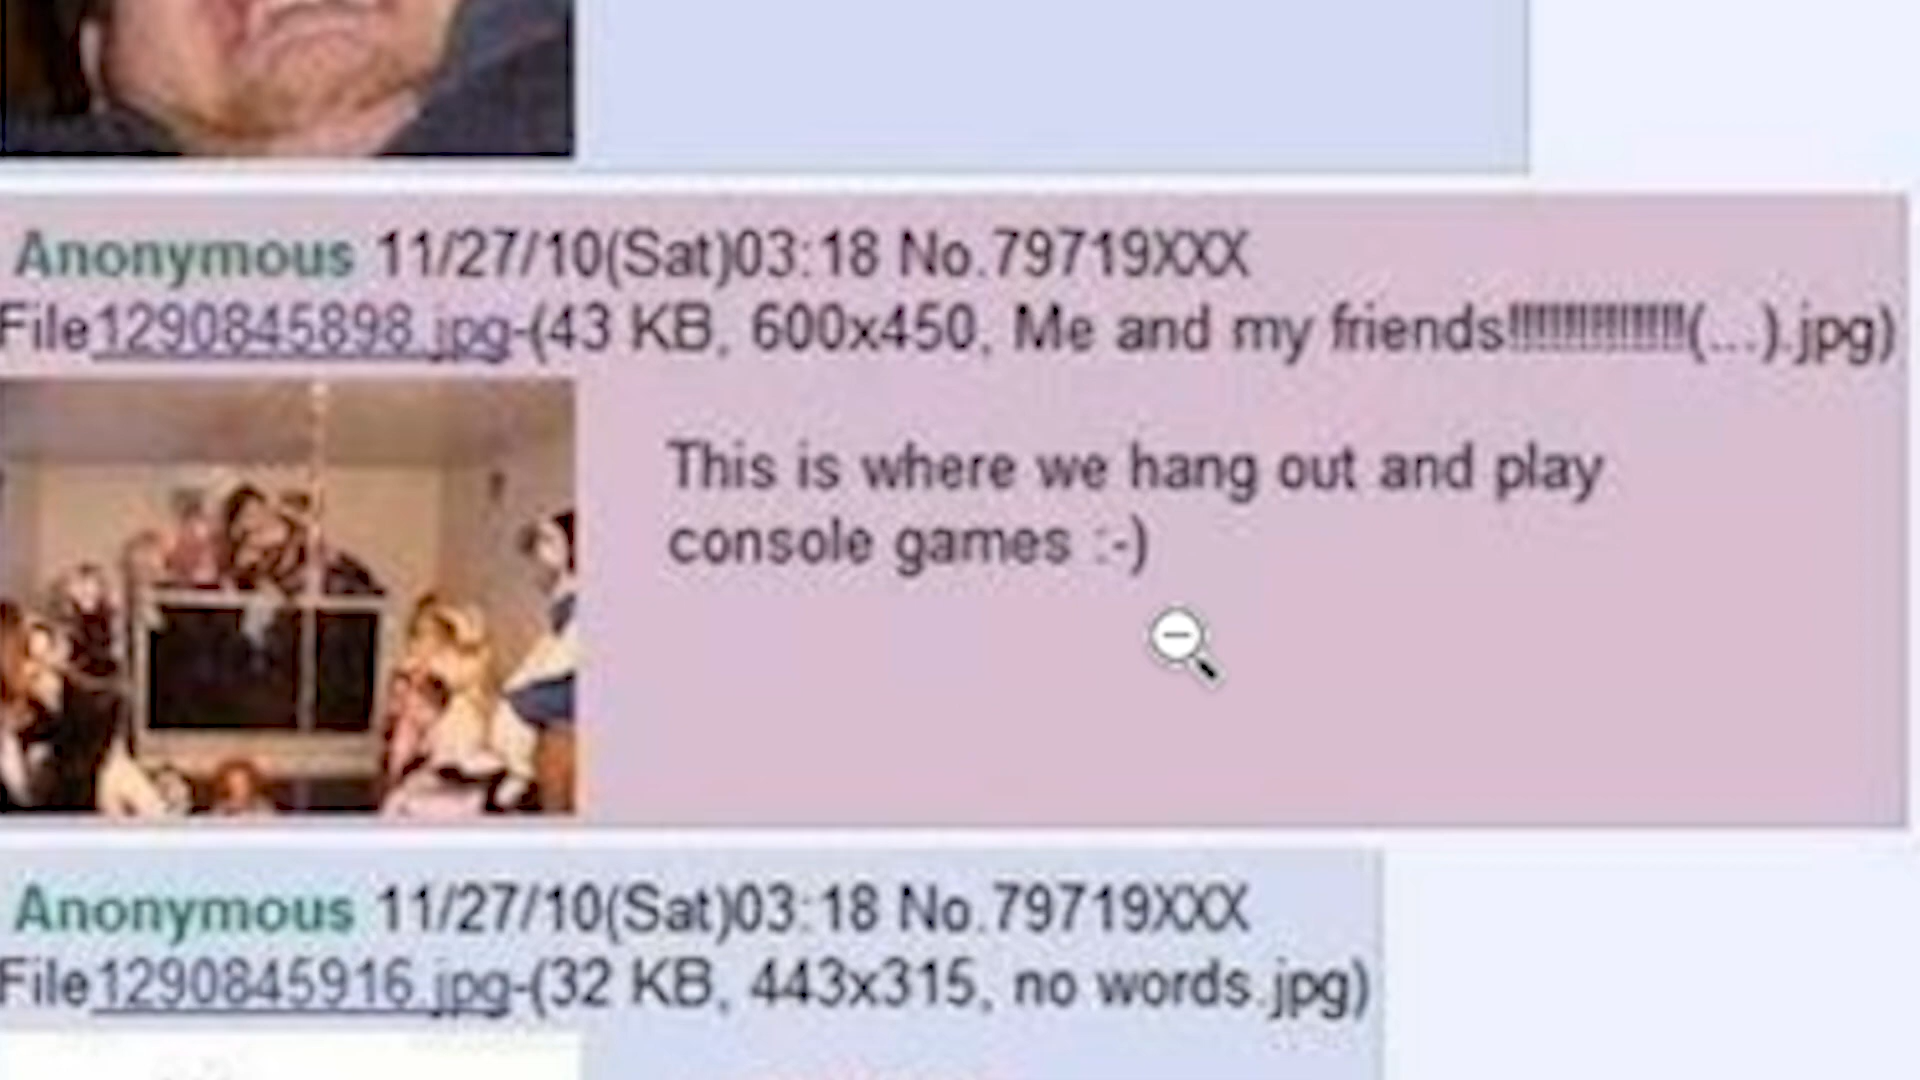 Anonymous 11/27/10(Sat)03:18 No.79719XXX
File1290845898.jpg-(43 KB, 600x450, Me and my friends!!!!!!!!!!!!!!!!(...).jpg)
This is where we hang out and play
console games :-)
Anonymous 11/27/10(Sat)03:18 No.79719XXX
File1290845916.jpg-(32 KB, 443x315, no words.jpg)